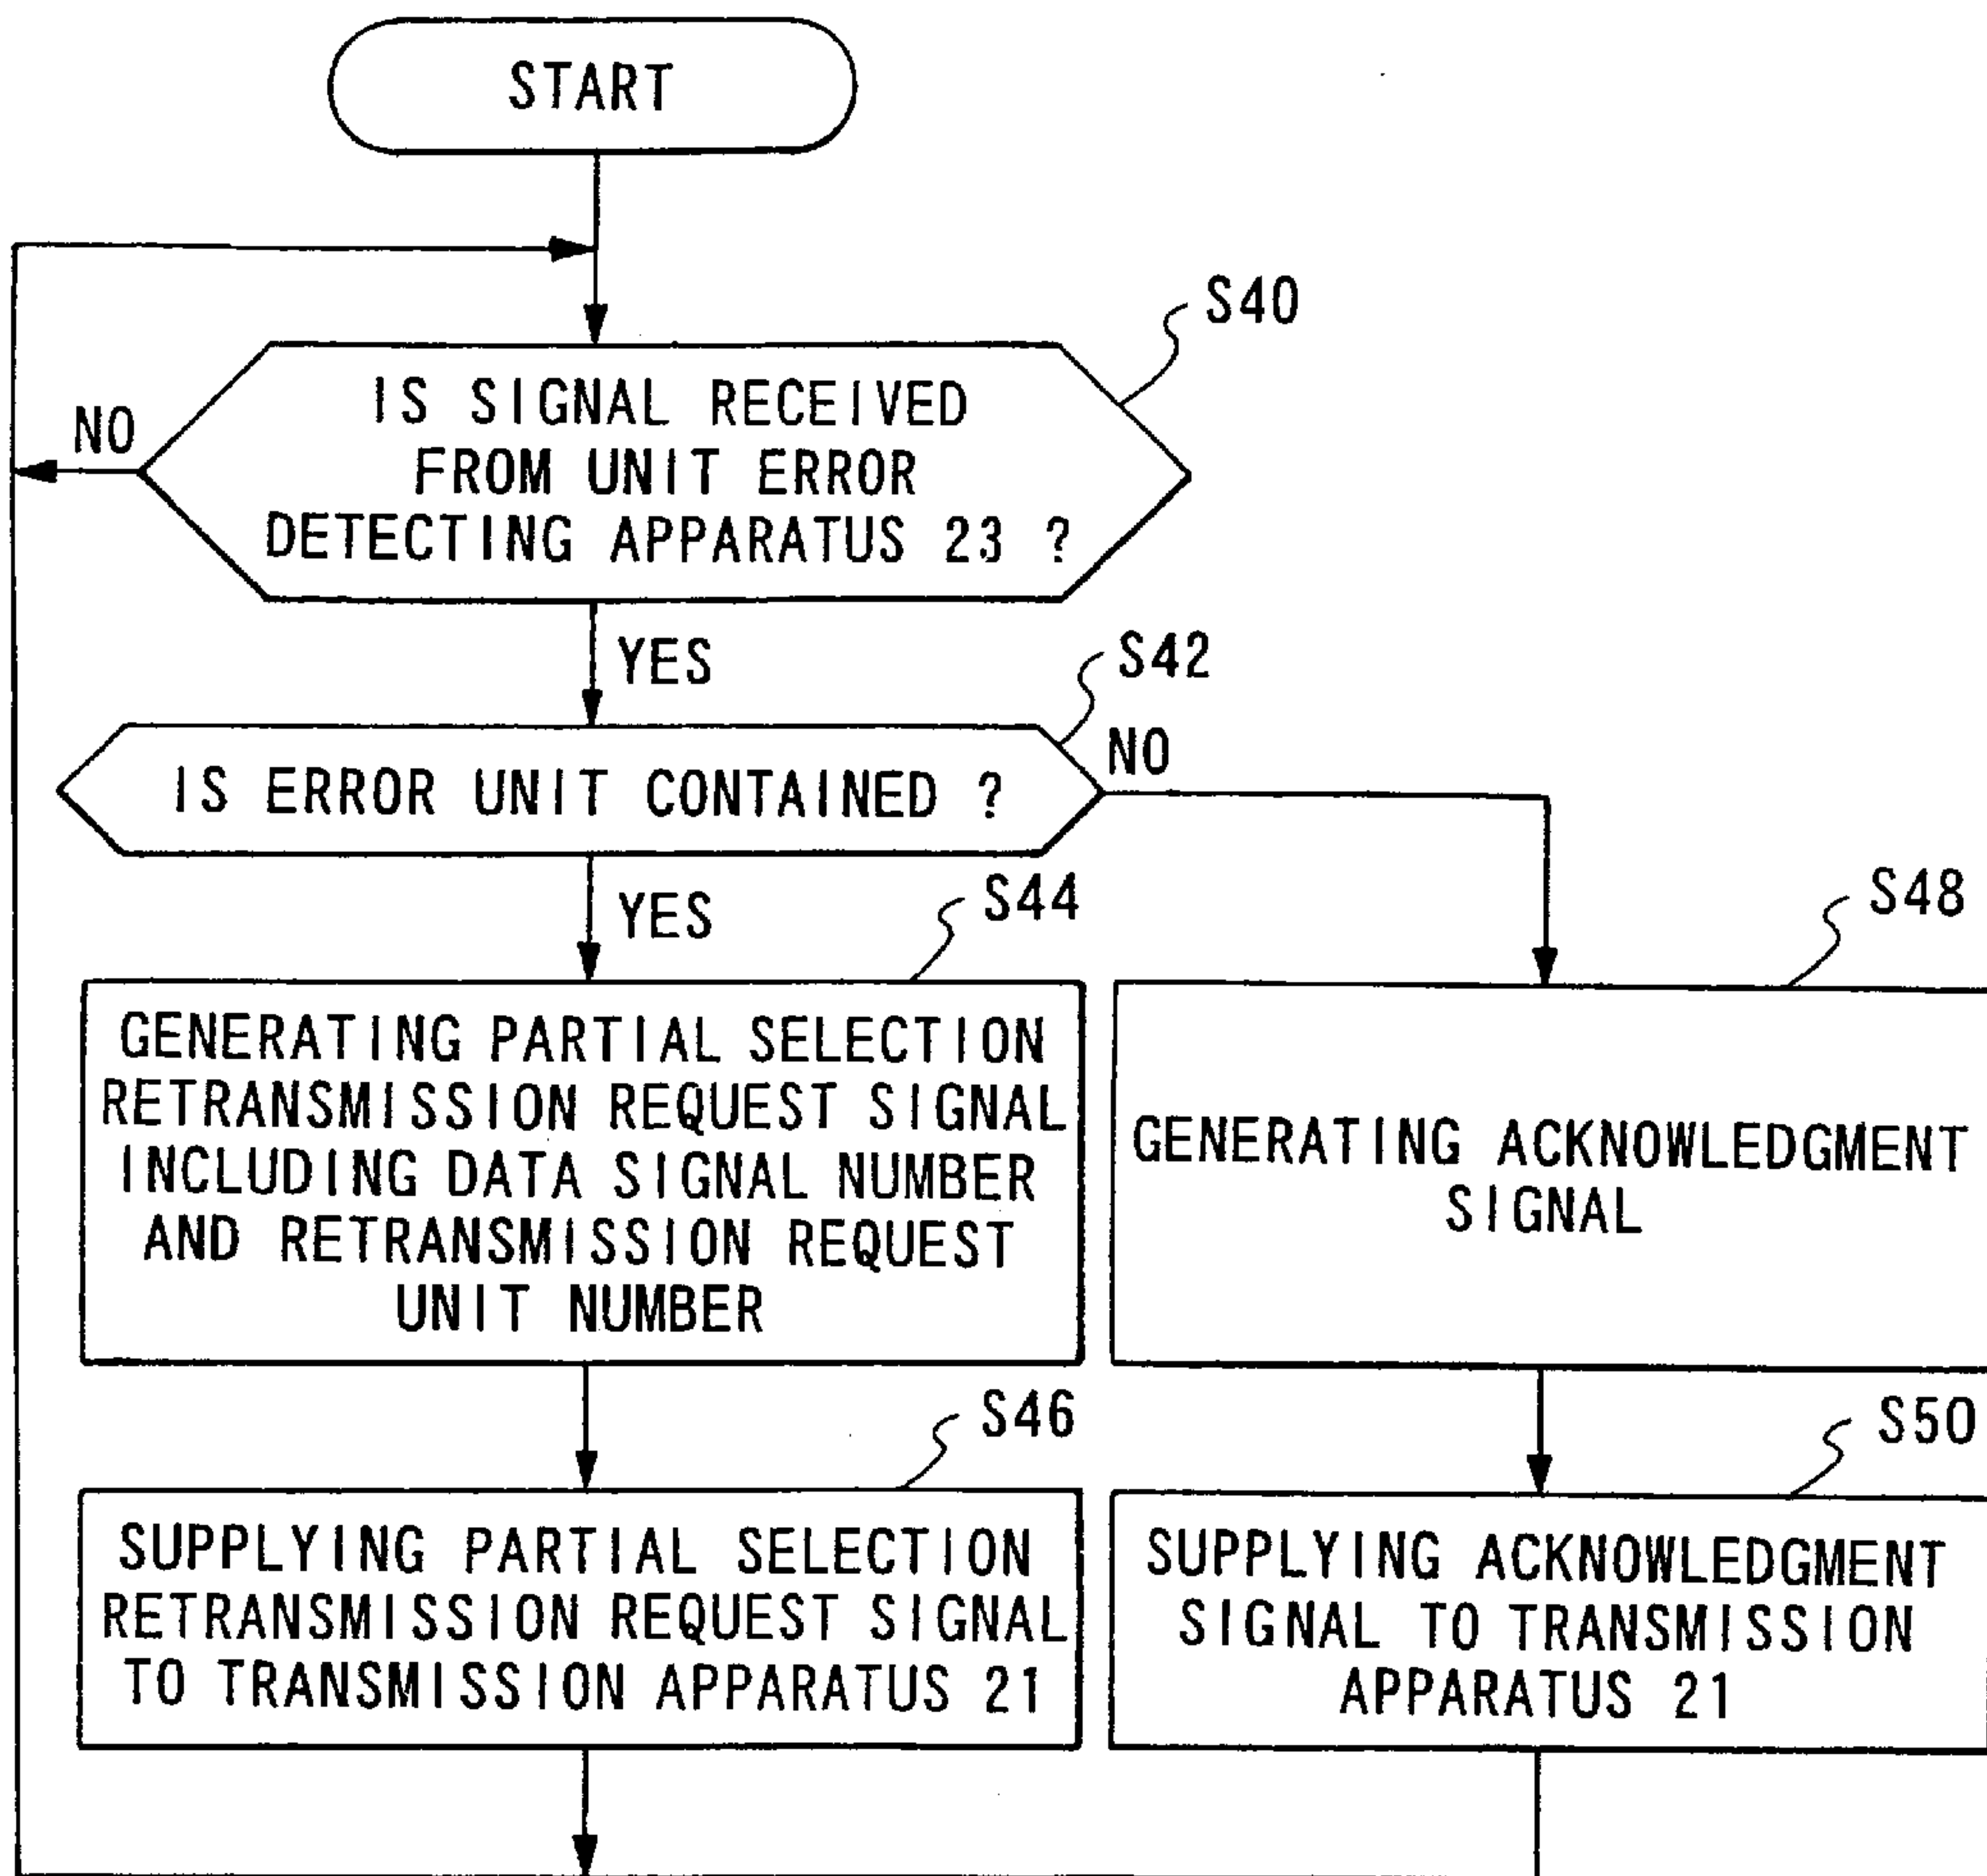 START
S40
IS SIGNAL RECEIVED
FROM UNIT ERROR
DETECTING APPARATUS 23 ?
NO
YES
S42
IS ERROR UNIT CONTAINED ?
NO
YES
S44
GENERATING PARTIAL SELECTION
RETRANSMISSION REQUEST SIGNAL
INCLUDING DATA SIGNAL NUMBER
AND RETRANSMISSION REQUEST
UNIT NUMBER
S48
GENERATING ACKNOWLEDGMENT
SIGNAL
S46
SUPPLYING PARTIAL SELECTION
RETRANSMISSION REQUEST SIGNAL
TO TRANSMISSION APPARATUS 21
S50
SUPPLYING ACKNOWLEDGMENT
SIGNAL TO TRANSMISSION
APPARATUS 21